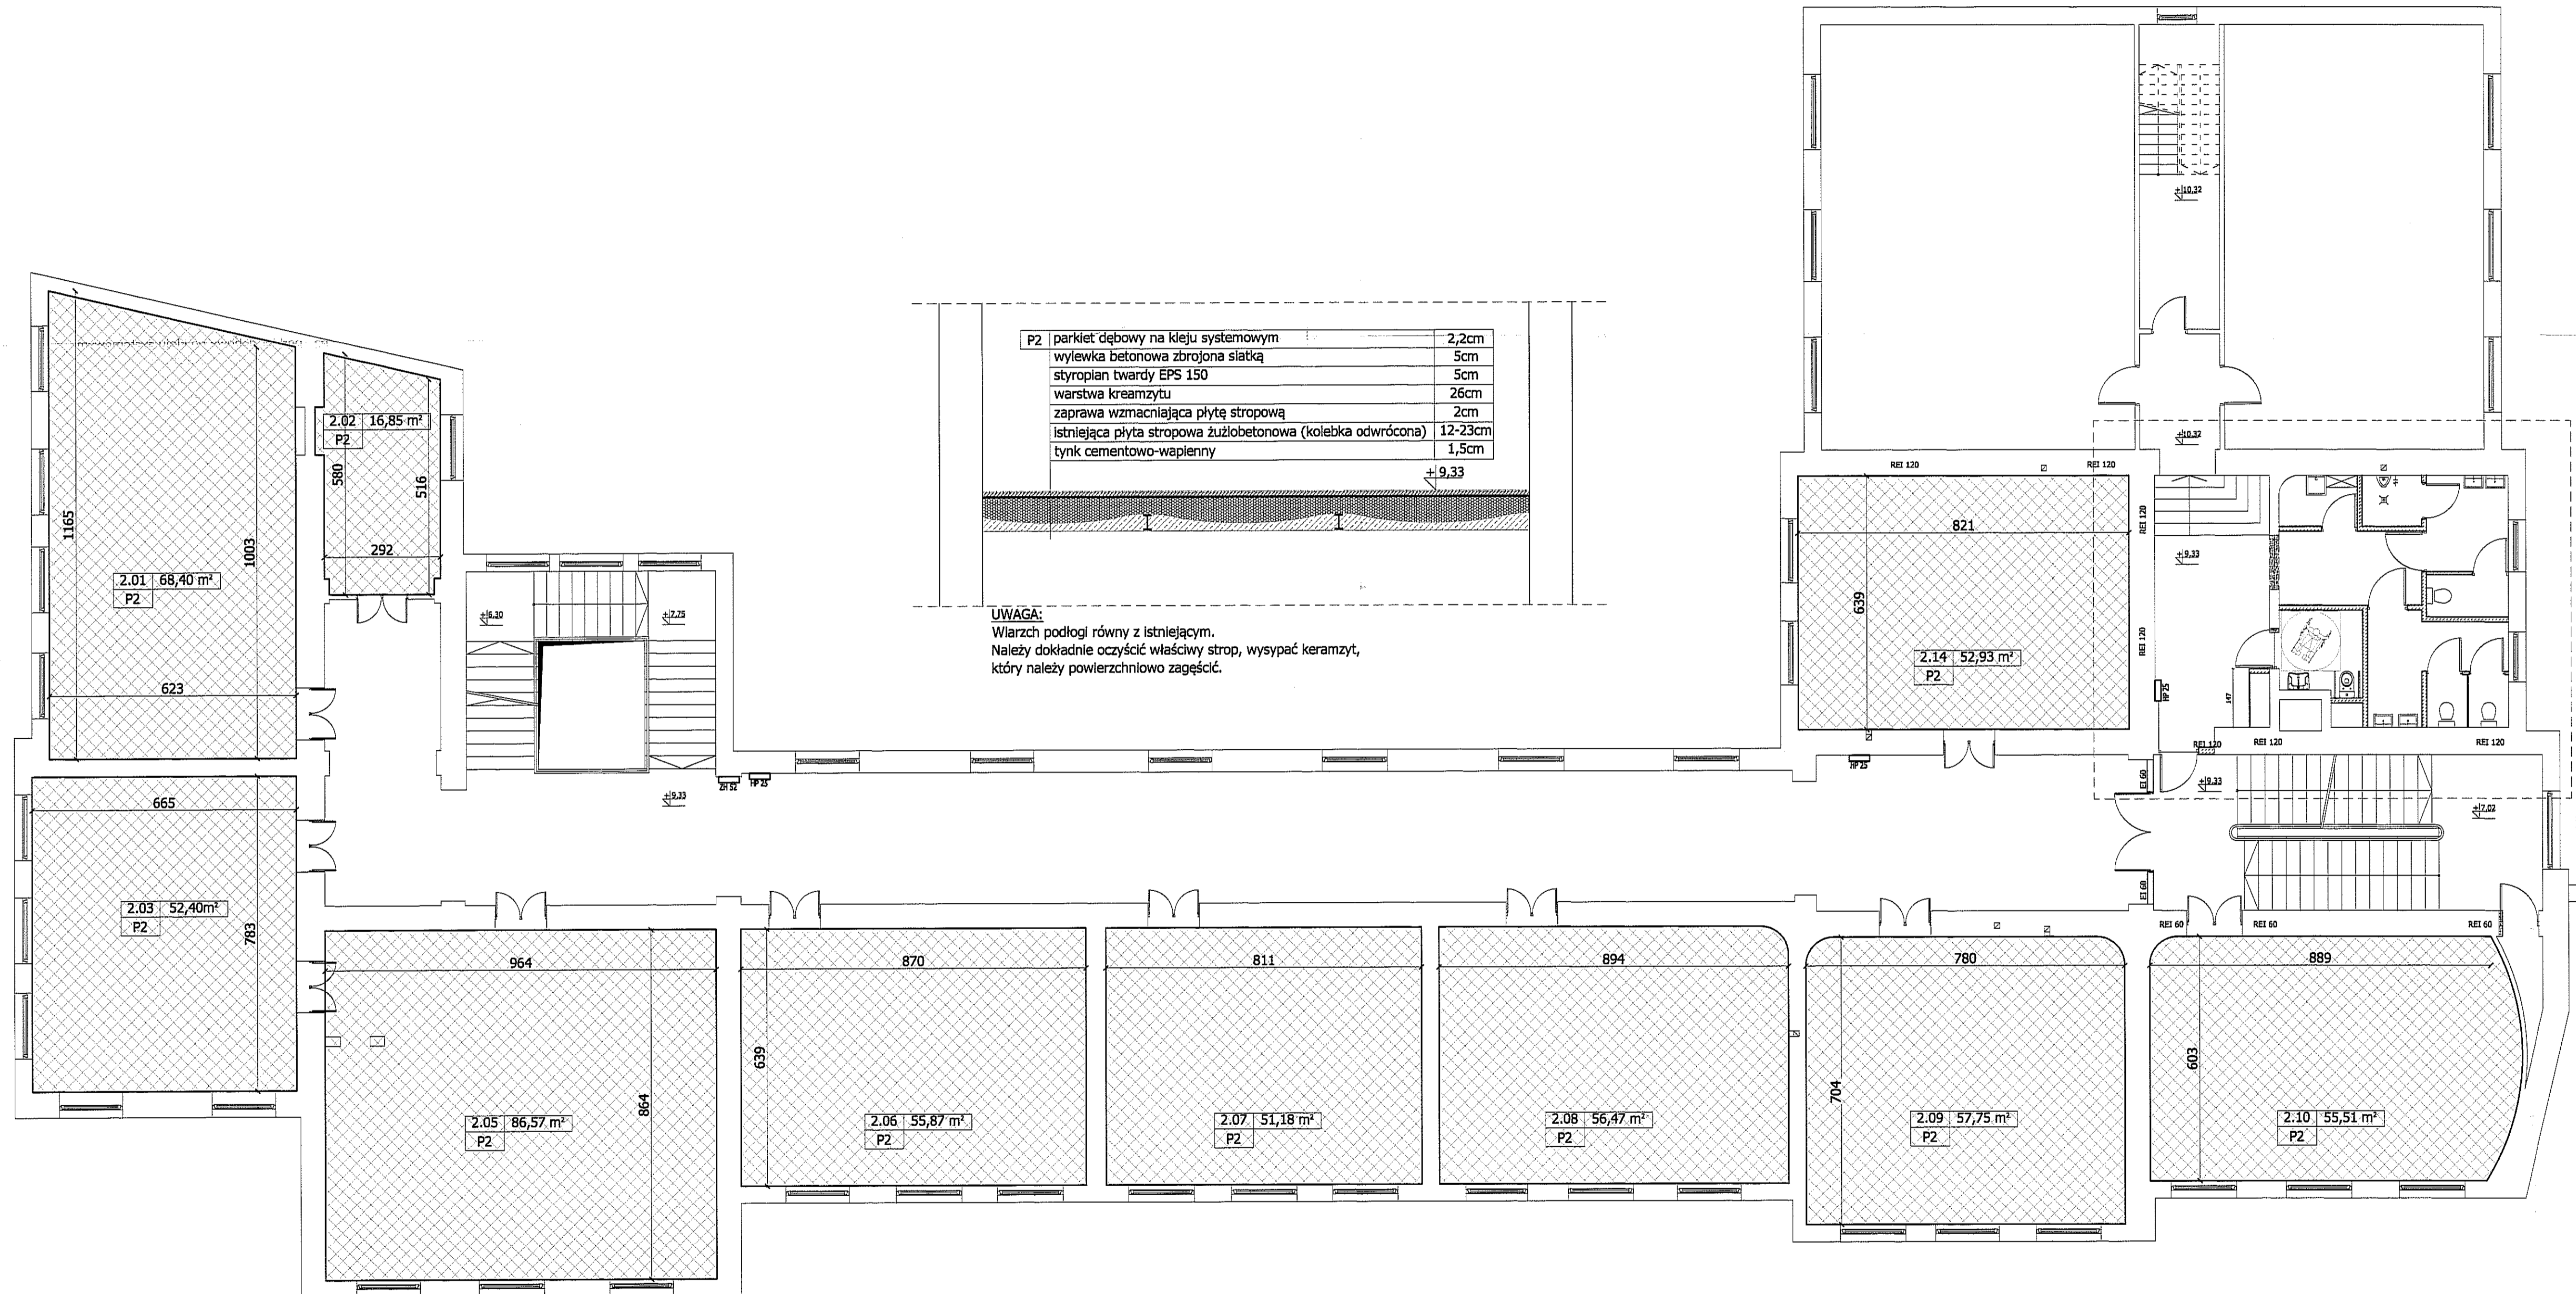 +10,32
+10,32
P2 parkiet dębowy na kleju systemowym 2,2cm
wylewka betonowa zbrojona siatką 5cm
styropian twardy EPS 150 5cm
warstwa kreamzytu 26cm
zaprawa wzmacniająca płytę stropową 2cm
istniejąca płyta stropowa żużlobetonowa (kolebka odwrócona) 12-23cm
tynk cementowo-wapienny 1,5cm
+9,33
UWAGA:
Wiarzch podłogi równy z istniejącym.
Należy dokładnie oczyścić właściwy strop, wysypać keramzyt,
który należy powierzchniowo zagęścić.
2.01 68,40 m²
P2
1165
1003
623
2.02 16,85 m²
P2
580
516
292
+6,30
+7,75
REI 120
REI 120
821
639
2.14 52,93 m²
P2
REI 120
REI 120
+9,33
HP 25
147
REI 120
REI 120
REI 120
ZH 52
HP 25
+9,33
HP 25
EI 60
EI 60
+9,33
+7,02
665
783
2.03 52,40m²
P2
964
864
2.05 86,57 m²
P2
870
639
2.06 55,87 m²
P2
811
2.07 51,18 m²
P2
894
2.08 56,47 m²
P2
780
704
2.09 57,75 m²
P2
REI 60
REI 60
REI 60
889
603
2.10 55,51 m²
P2